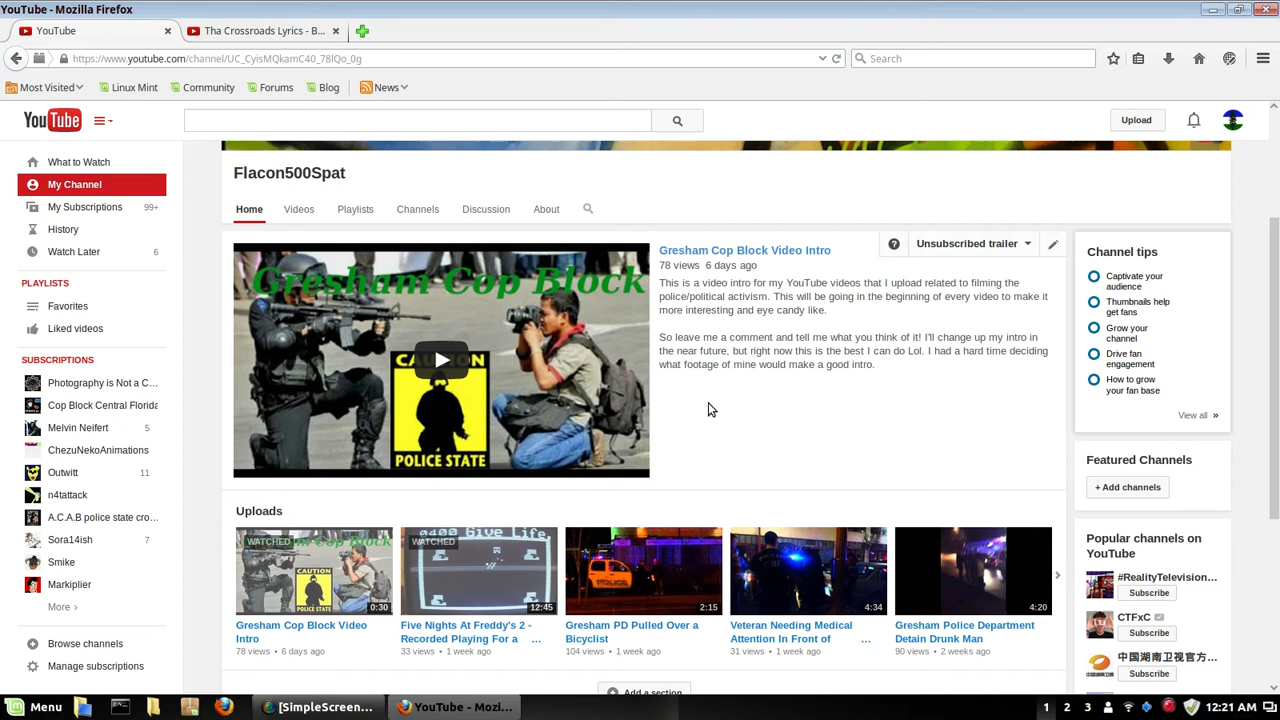 YouTube - Mozilla Firefox
YouTube
Tha Crossroads Lyrics - B...
https://www.youtube.com/channel/UC_CyisMQkamC40_78lQo_0g
Search
Most Visited
Linux Mint
Community
Forums
Blog
News
YouTube
Upload
What to Watch
My Channel
My Subscriptions 99+
History
Watch Later 6
PLAYLISTS
Favorites
Liked videos
SUBSCRIPTIONS
Photography is Not a C...
Cop Block Central Florida
Melvin Neifert 5
ChezuNekoAnimations
Outwitt 11
n4tattack
A.C.A.B police state cro...
Sora14ish 7
Smike
Markiplier
More
Browse channels
Manage subscriptions
Flacon500Spat
Home Videos Playlists Channels Discussion About
Gresham Cop Block
CAUTION
POLICE STATE
Gresham Cop Block Video Intro
Unsubscribed trailer
78 views 6 days ago
This is a video intro for my YouTube videos that I upload related to filming the
police/political activism. This will be going in the beginning of every video to make it
more interesting and eye candy like.
So leave me a comment and tell me what you think of it! I'll change up my intro in
the near future, but right now this is the best I can do Lol. I had a hard time deciding
what footage of mine would make a good intro.
Uploads
WATCHED
CAUTION
POLICE STATE
0:30
Gresham Cop Block Video
Intro
78 views • 6 days ago
0400 Give Life
WATCHED
12:45
Five Nights At Freddy's 2 -
Recorded Playing For a ...
33 views • 1 week ago
2:15
Gresham PD Pulled Over a
Bicyclist
104 views • 1 week ago
4:34
Veteran Needing Medical
Attention In Front of ...
31 views • 1 week ago
4:20
Gresham Police Department
Detain Drunk Man
90 views • 2 weeks ago
Add a section
Channel tips
Captivate your
audience
Thumbnails help
get fans
Grow your
channel
Drive fan
engagement
How to grow
your fan base
View all »
Featured Channels
+ Add channels
Popular channels on
YouTube
#RealityTelevision...
Subscribe
CTFxC
Subscribe
中国湖南卫视官方...
Subscribe
Menu
[SimpleScreen...
YouTube - Mozi...
1 2 3 4
12:21 AM